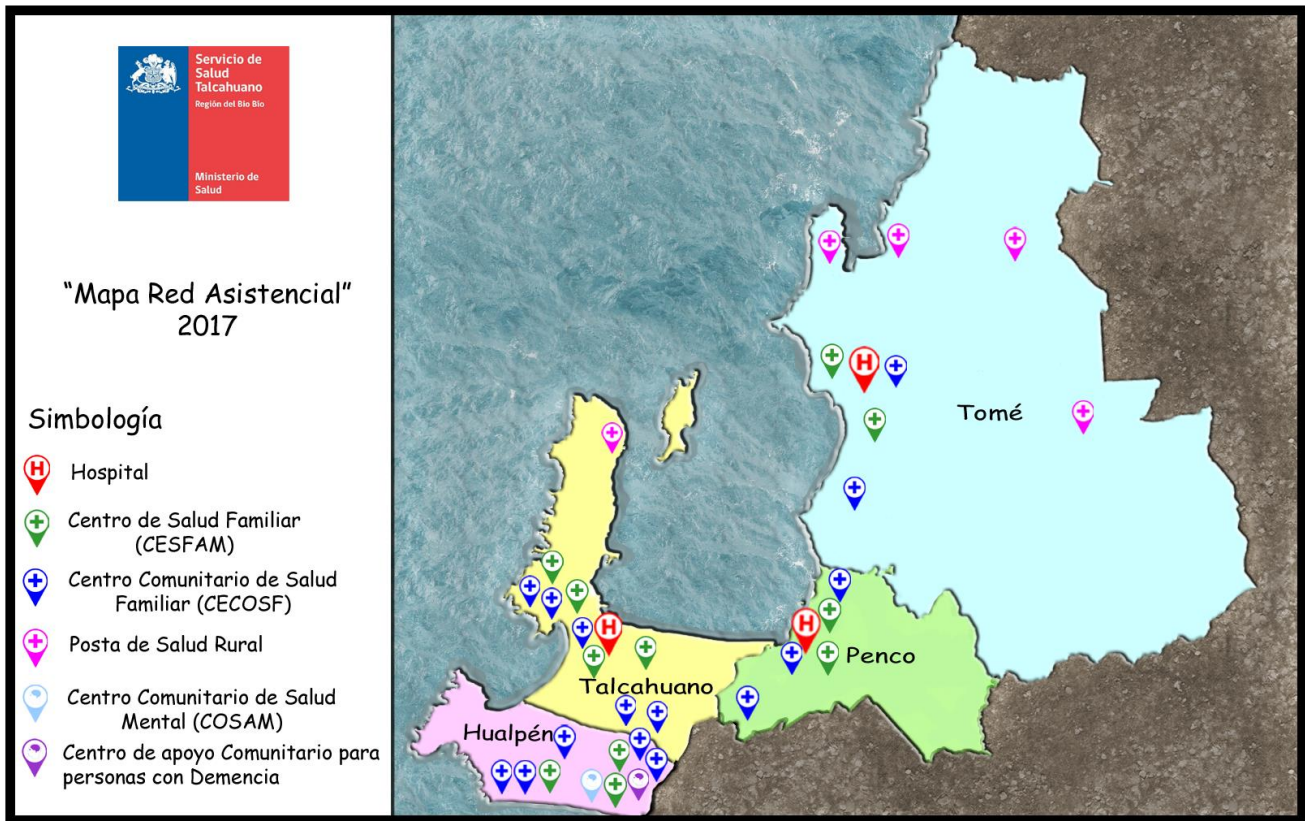 Servicio de
Salud
Talcahuano
Región del Bio Bio
Ministerio de
Salud
“Mapa Red Asistencial”
2017
Simbología
H Hospital
Centro de Salud Familiar
(CESFAM)
Centro Comunitario de Salud
Familiar (CECOSF)
Posta de Salud Rural
Centro Comunitario de Salud
Mental (COSAM)
Centro de apoyo Comunitario para
personas con Demencia
H
Tomé
H
H
Penco
Talcahuano
Hualpén